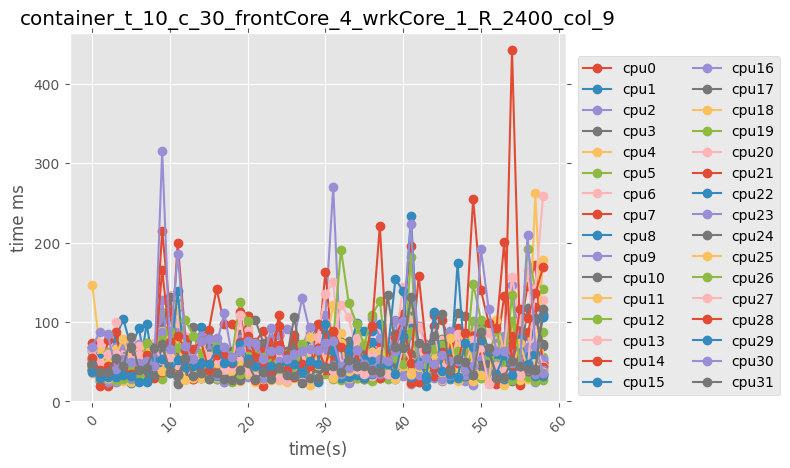 container_t_10_c_30_frontCore_4_wrkCore_1_R_2400_col_9
time ms
400
300
200
100
0
0
10
20
30
40
50
60
time(s)
cpu0
cpu1
cpu2
cpu3
cpu4
cpu5
cpu6
cpu7
cpu8
cpu9
cpu10
cpu11
cpu12
cpu13
cpu14
cpu15
cpu16
cpu17
cpu18
cpu19
cpu20
cpu21
cpu22
cpu23
cpu24
cpu25
cpu26
cpu27
cpu28
cpu29
cpu30
cpu31